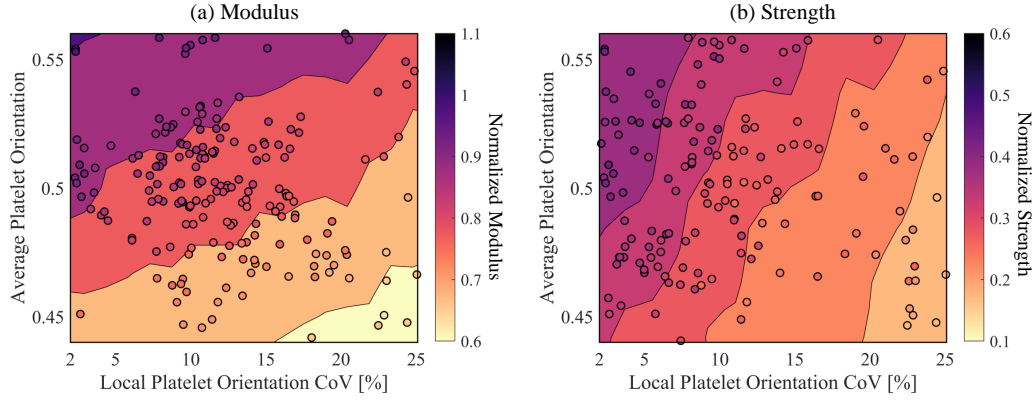 (a) Modulus
(b) Strength
Average Platelet Orientation
0.55
0.5
0.45
2 5 10 15 20 25
Local Platelet Orientation CoV [%]
1.1
1
0.9
0.8
0.7
0.6
Normalized Modulus
Average Platelet Orientation
0.55
0.5
0.45
2 5 10 15 20 25
Local Platelet Orientation CoV [%]
0.6
0.5
0.4
0.3
0.2
0.1
Normalized Strength